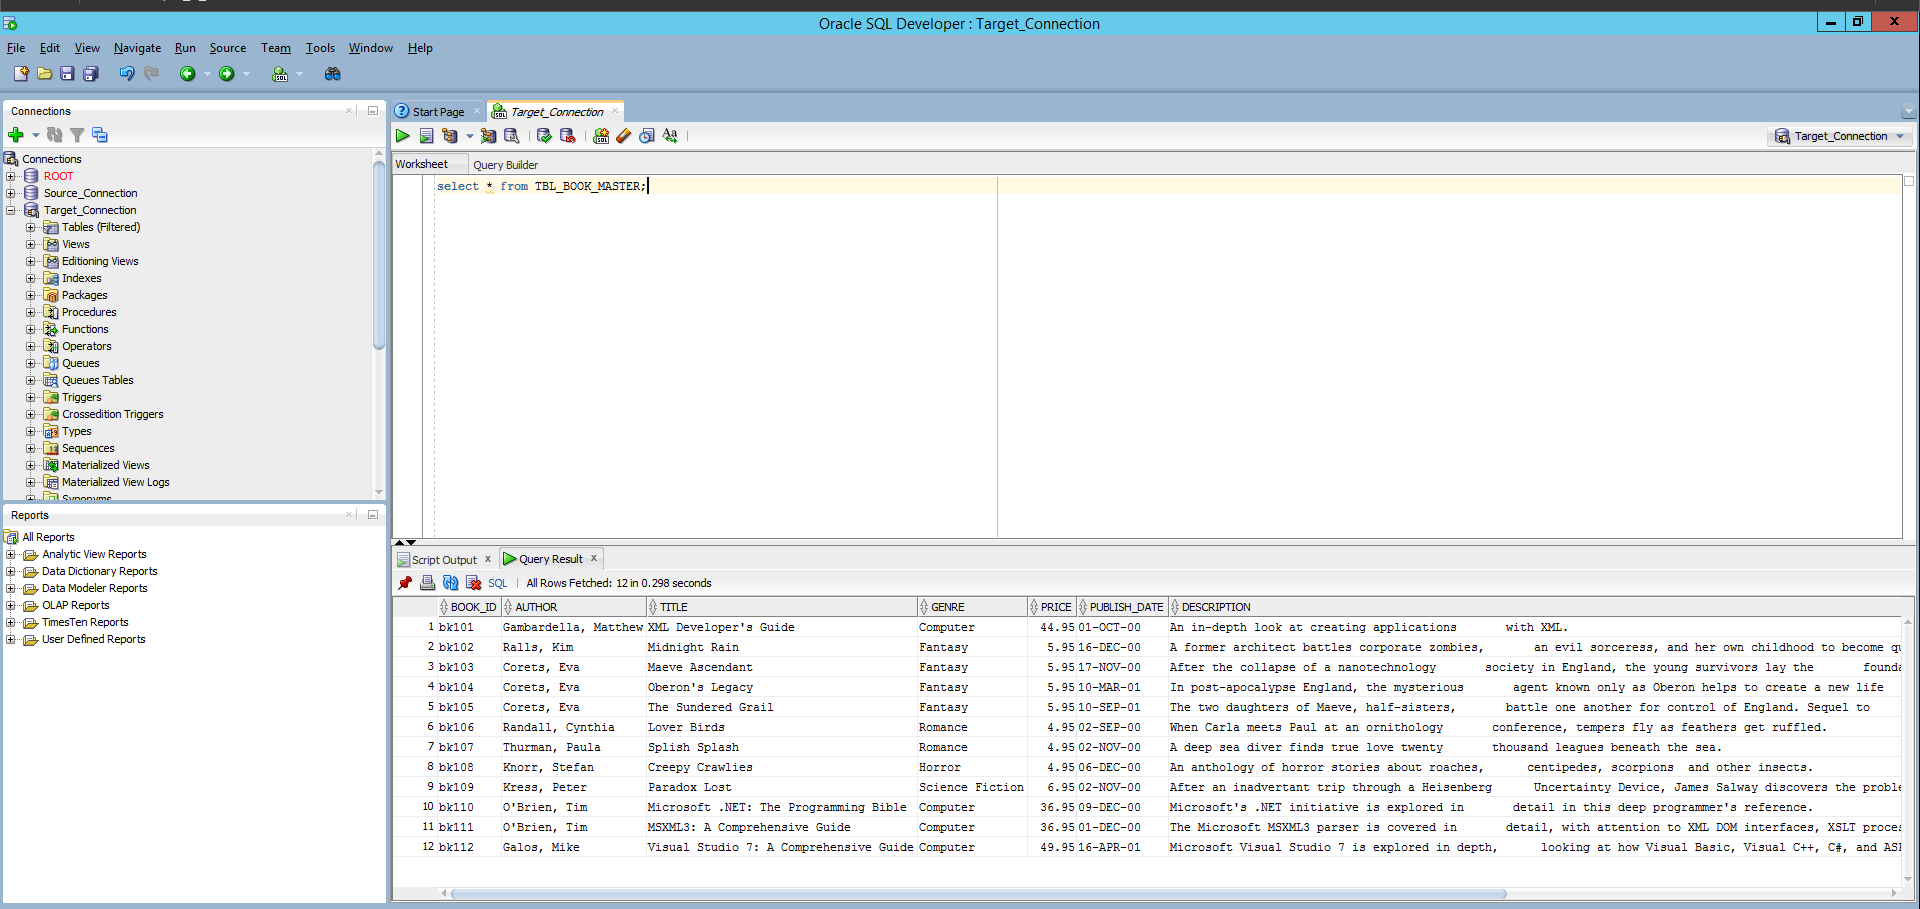 Oracle SQL Developer : Target_Connection
File Edit View Navigate Run Source Team Tools Window Help
Connections
Connections
ROOT
Source_Connection
Target_Connection
Tables (Filtered)
Views
Editioning Views
Indexes
Packages
Procedures
Functions
Operators
Queues
Queues Tables
Triggers
Crossedition Triggers
Types
Sequences
Materialized Views
Materialized View Logs
Synonyms
Reports
All Reports
Analytic View Reports
Data Dictionary Reports
Data Modeler Reports
OLAP Reports
TimesTen Reports
User Defined Reports
Start Page Target_Connection
Target_Connection
Worksheet Query Builder
select * from TBL_BOOK_MASTER;
Script Output Query Result
SQL All Rows Fetched: 12 in 0.298 seconds
BOOK_ID AUTHOR TITLE GENRE PRICE PUBLISH_DATE DESCRIPTION
1 bk101 Gambardella, Matthew XML Developer's Guide Computer 44.95 01-OCT-00 An in-depth look at creating applications with XML.
2 bk102 Ralls, Kim Midnight Rain Fantasy 5.95 16-DEC-00 A former architect battles corporate zombies, an evil sorceress, and her own childhood to become qu
3 bk103 Corets, Eva Maeve Ascendant Fantasy 5.95 17-NOV-00 After the collapse of a nanotechnology society in England, the young survivors lay the founda
4 bk104 Corets, Eva Oberon's Legacy Fantasy 5.95 10-MAR-01 In post-apocalypse England, the mysterious agent known only as Oberon helps to create a new life
5 bk105 Corets, Eva The Sundered Grail Fantasy 5.95 10-SEP-01 The two daughters of Maeve, half-sisters, battle one another for control of England. Sequel to
6 bk106 Randall, Cynthia Lover Birds Romance 4.95 02-SEP-00 When Carla meets Paul at an ornithology conference, tempers fly as feathers get ruffled.
7 bk107 Thurman, Paula Splish Splash Romance 4.95 02-NOV-00 A deep sea diver finds true love twenty thousand leagues beneath the sea.
8 bk108 Knorr, Stefan Creepy Crawlies Horror 4.95 06-DEC-00 An anthology of horror stories about roaches, centipedes, scorpions and other insects.
9 bk109 Kress, Peter Paradox Lost Science Fiction 6.95 02-NOV-00 After an inadvertant trip through a Heisenberg Uncertainty Device, James Salway discovers the proble
10 bk110 O'Brien, Tim Microsoft .NET: The Programming Bible Computer 36.95 09-DEC-00 Microsoft's .NET initiative is explored in detail in this deep programmer's reference.
11 bk111 O'Brien, Tim MSXML3: A Comprehensive Guide Computer 36.95 01-DEC-00 The Microsoft MSXML3 parser is covered in detail, with attention to XML DOM interfaces, XSLT proces
12 bk112 Galos, Mike Visual Studio 7: A Comprehensive Guide Computer 49.95 16-APR-01 Microsoft Visual Studio 7 is explored in depth, looking at how Visual Basic, Visual C++, C#, and AS